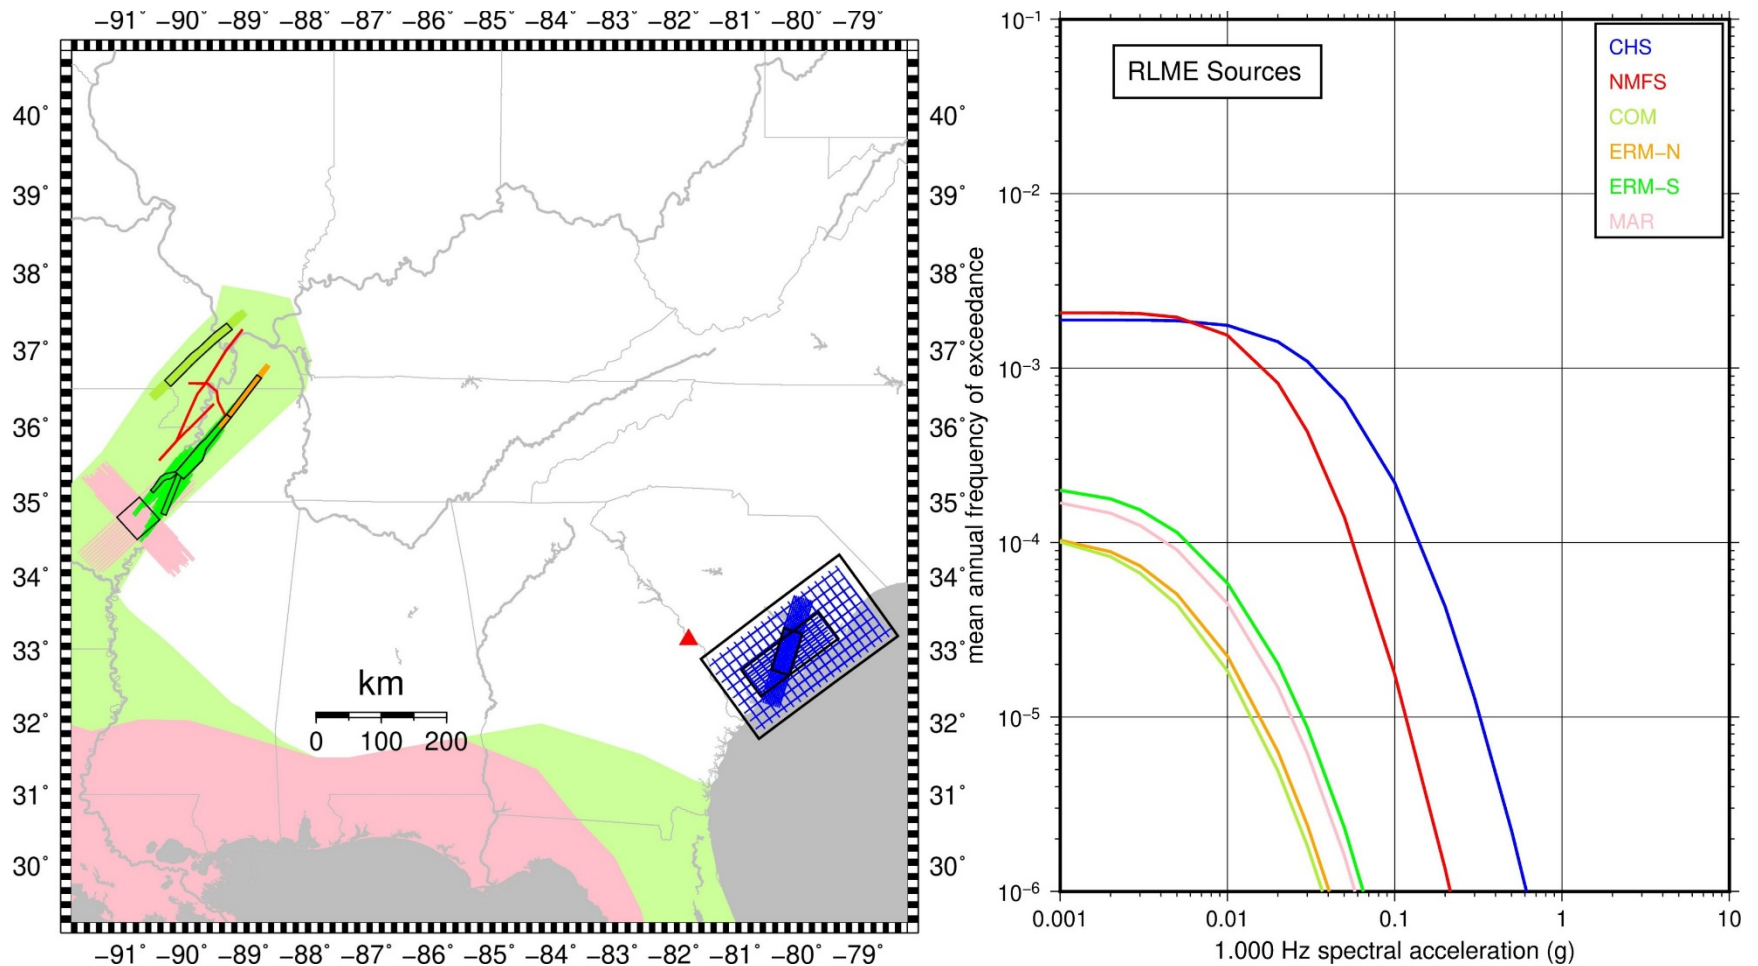 −91° −90° −89° −88° −87° −86° −85° −84° −83° −82° −81° −80° −79°
40° 40°
39° 39°
38° 38°
37° 37°
36° 36°
35° 35°
34° 34°
33° 33°
32° 32°
31° 31°
30° 30°
km
0 100 200
−91° −90° −89° −88° −87° −86° −85° −84° −83° −82° −81° −80° −79°
RLME Sources
CHS
NMFS
COM
ERM−N
ERM−S
MAR
mean annual frequency of exceedance
10−1
10−2
10−3
10−4
10−5
10−6
0.001 0.01 0.1 1 10
1.000 Hz spectral acceleration (g)